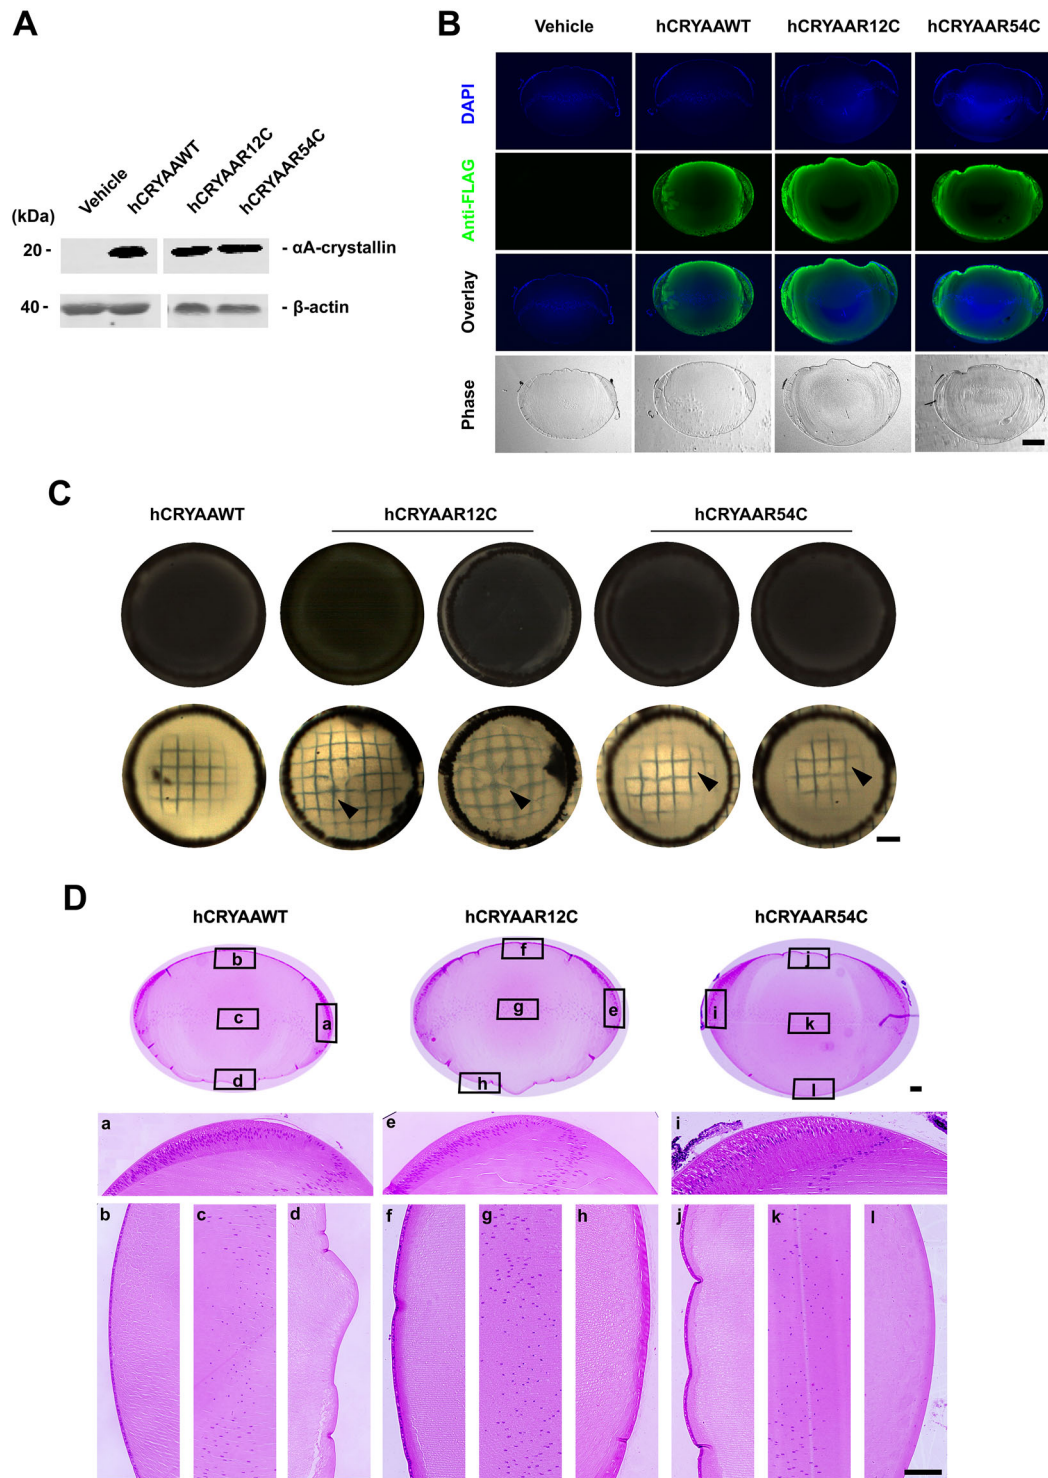 A
Vehicle
hCRYAAWT
hCRYAAR12C
hCRYAAR54C
(kDa)
20 -
- αA-crystallin
40 -
- β-actin
B
Vehicle
hCRYAAWT
hCRYAAR12C
hCRYAAR54C
DAPI
Anti-FLAG
Overlay
Phase
C
hCRYAAWT
hCRYAAR12C
hCRYAAR54C
D
hCRYAAWT
hCRYAAR12C
hCRYAAR54C
b
c
a
d
f
g
e
h
j
i
k
l
a
e
i
b
c
d
f
g
h
j
k
l